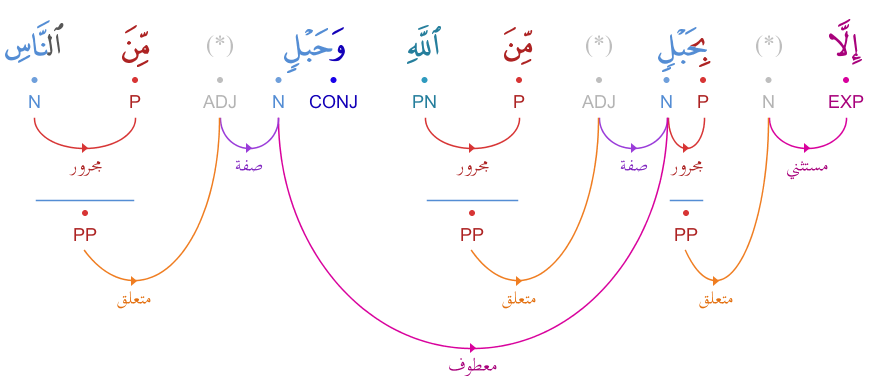 إِلَّا (*) بِحَبْلٍ (*) مِّنَ ٱللَّهِ وَحَبْلٍ (*) مِّنَ ٱلنَّاسِ
EXP N P N ADJ P PN CONJ N ADJ P N
مستثني مجرور صفة مجرور صفة مجرور
PP PP PP
متعلق متعلق متعلق
معطوف